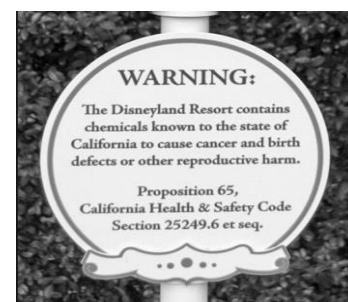 WARNING:
The Disneyland Resort contains
chemicals known to the state of
California to cause cancer and birth
defects or other reproductive harm.
Proposition 65,
California Health & Safety Code
Section 25249.6 et seq.